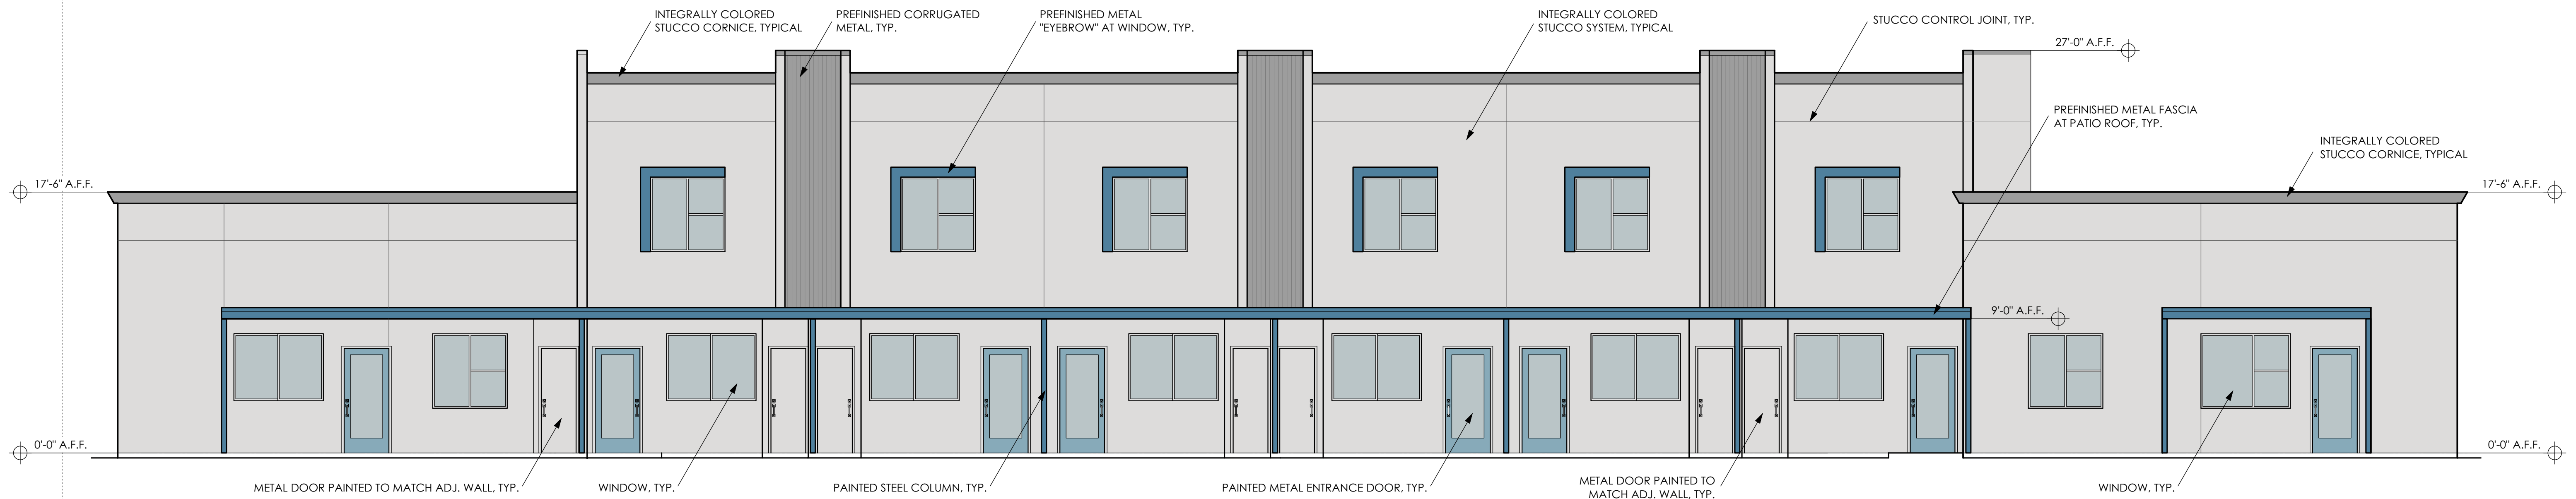 INTEGRALLY COLORED
STUCCO CORNICE, TYPICAL
PREFINISHED CORRUGATED
METAL, TYP.
PREFINISHED METAL
"EYEBROW" AT WINDOW, TYP.
INTEGRALLY COLORED
STUCCO SYSTEM, TYPICAL
STUCCO CONTROL JOINT, TYP.
27'-0" A.F.F.
PREFINISHED METAL FASCIA
AT PATIO ROOF, TYP.
INTEGRALLY COLORED
STUCCO CORNICE, TYPICAL
17'-6" A.F.F.
17'-6" A.F.F.
9'-0" A.F.F.
0'-0" A.F.F.
0'-0" A.F.F.
METAL DOOR PAINTED TO MATCH ADJ. WALL, TYP.
WINDOW, TYP.
PAINTED STEEL COLUMN, TYP.
PAINTED METAL ENTRANCE DOOR, TYP.
METAL DOOR PAINTED TO
MATCH ADJ. WALL, TYP.
WINDOW, TYP.